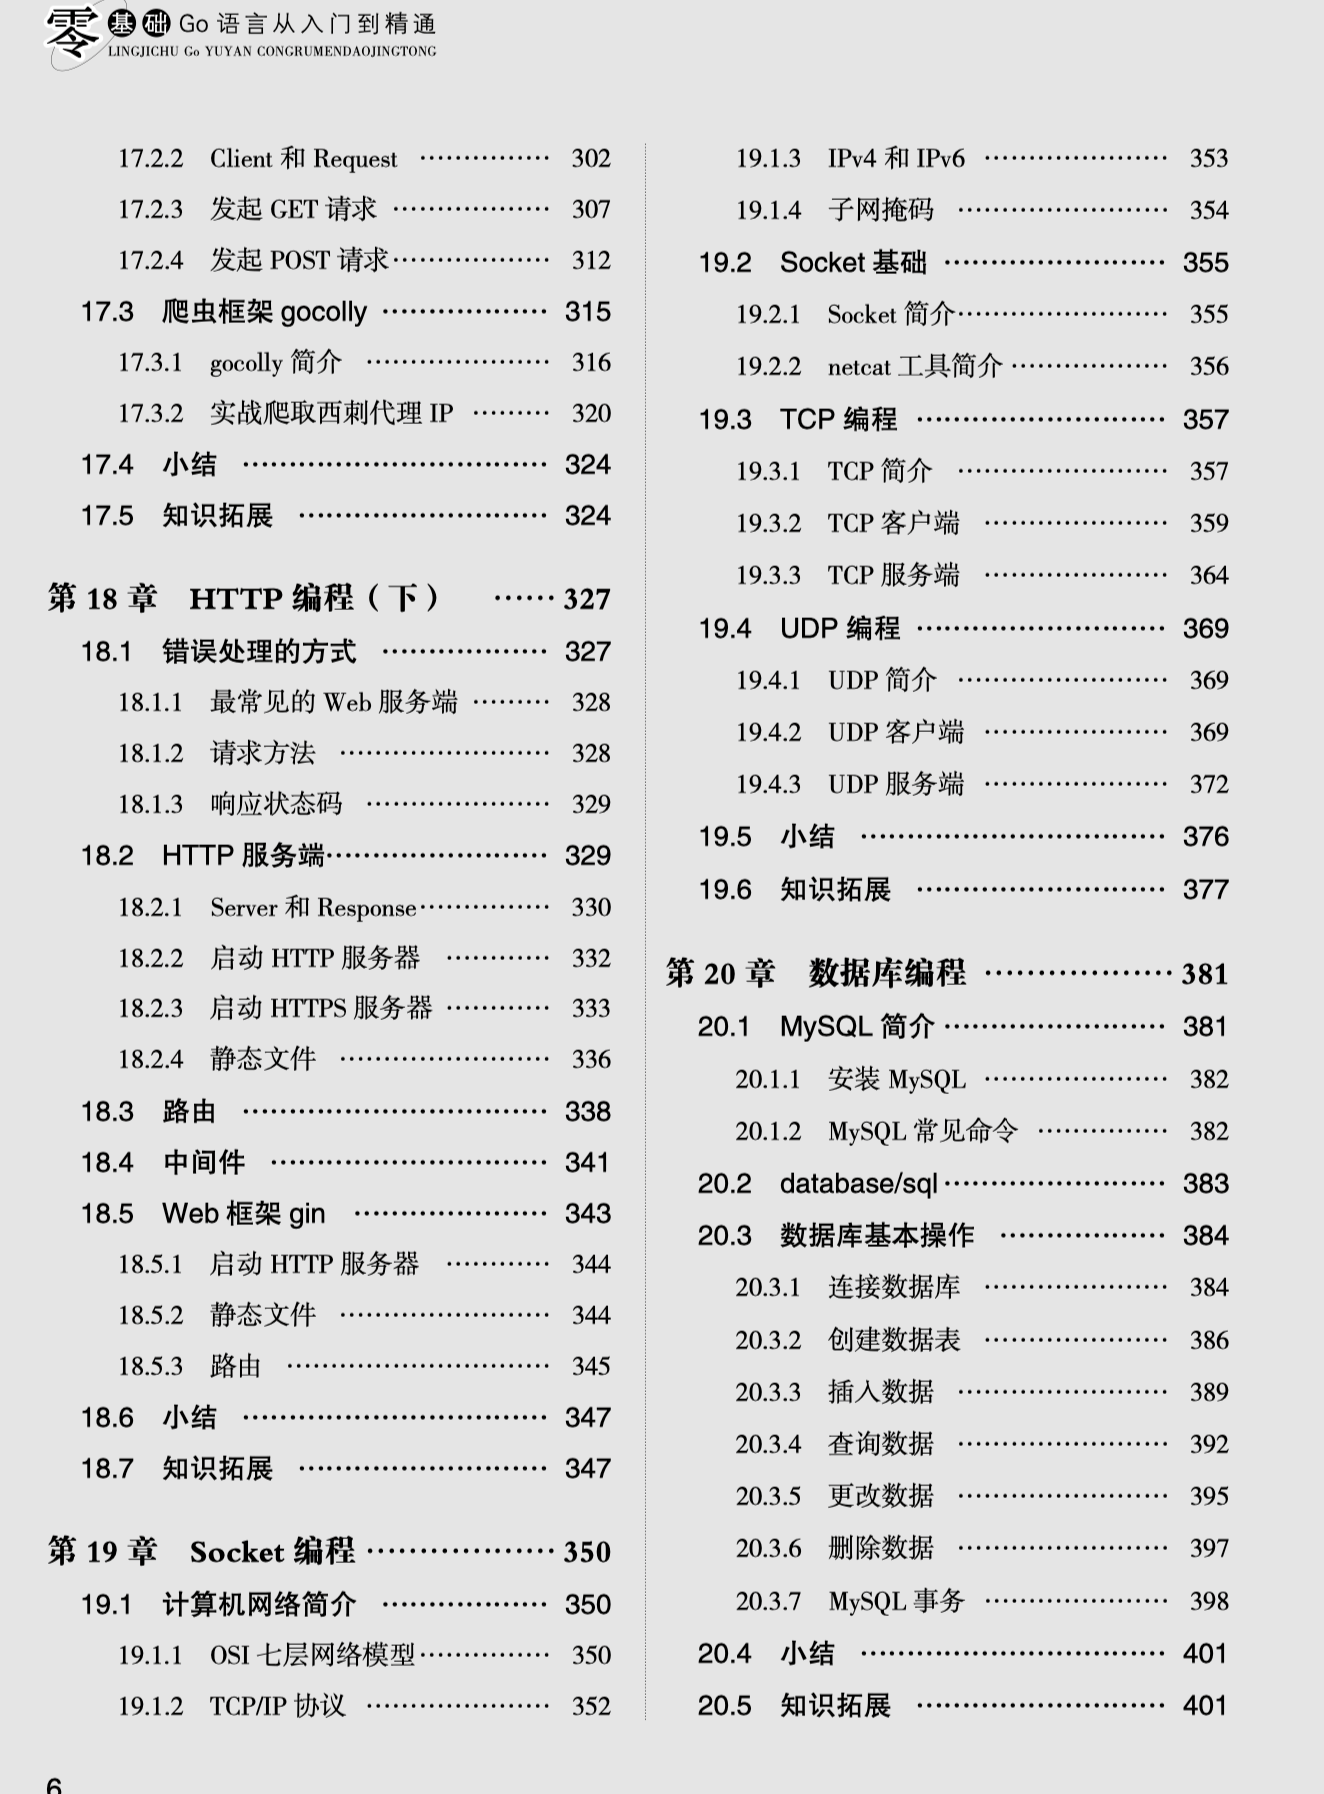 零基础 Go 语言从入门到精通
LINGJICHU Go YUYAN CONGRUMENDAOJINGTONG
17.2.2 Client 和 Request …………… 302
17.2.3 发起 GET 请求 ………………… 307
17.2.4 发起 POST 请求……………… 312
17.3 爬虫框架 gocolly ……………… 315
17.3.1 gocolly 简介 ………………… 316
17.3.2 实战爬取西刺代理 IP ……… 320
17.4 小结 …………………………… 324
17.5 知识拓展 ……………………… 324
第 18 章 HTTP 编程（下） ……327
18.1 错误处理的方式 ……………… 327
18.1.1 最常见的 Web 服务端 ……… 328
18.1.2 请求方法 …………………… 328
18.1.3 响应状态码 ………………… 329
18.2 HTTP 服务端…………………… 329
18.2.1 Server 和 Response…………… 330
18.2.2 启动 HTTP 服务器 ………… 332
18.2.3 启动 HTTPS 服务器 ………… 333
18.2.4 静态文件 …………………… 336
18.3 路由 …………………………… 338
18.4 中间件 ………………………… 341
18.5 Web 框架 gin ………………… 343
18.5.1 启动 HTTP 服务器 ………… 344
18.5.2 静态文件 …………………… 344
18.5.3 路由 ………………………… 345
18.6 小结 …………………………… 347
18.7 知识拓展 ……………………… 347
第 19 章 Socket 编程 ………………350
19.1 计算机网络简介 ……………… 350
19.1.1 OSI 七层网络模型…………… 350
19.1.2 TCP/IP 协议 ………………… 352
19.1.3 IPv4 和 IPv6 ………………… 353
19.1.4 子网掩码 …………………… 354
19.2 Socket 基础 …………………… 355
19.2.1 Socket 简介…………………… 355
19.2.2 netcat 工具简介 ……………… 356
19.3 TCP 编程 ……………………… 357
19.3.1 TCP 简介 …………………… 357
19.3.2 TCP 客户端 ………………… 359
19.3.3 TCP 服务端 ………………… 364
19.4 UDP 编程 ……………………… 369
19.4.1 UDP 简介 …………………… 369
19.4.2 UDP 客户端 ………………… 369
19.4.3 UDP 服务端 ………………… 372
19.5 小结 …………………………… 376
19.6 知识拓展 ……………………… 377
第 20 章 数据库编程 ………………381
20.1 MySQL 简介 …………………… 381
20.1.1 安装 MySQL ………………… 382
20.1.2 MySQL 常见命令 …………… 382
20.2 database/sql…………………… 383
20.3 数据库基本操作 ……………… 384
20.3.1 连接数据库 ………………… 384
20.3.2 创建数据表 ………………… 386
20.3.3 插入数据 …………………… 389
20.3.4 查询数据 …………………… 392
20.3.5 更改数据 …………………… 395
20.3.6 删除数据 …………………… 397
20.3.7 MySQL 事务 ………………… 398
20.4 小结 …………………………… 401
20.5 知识拓展 ……………………… 401
6